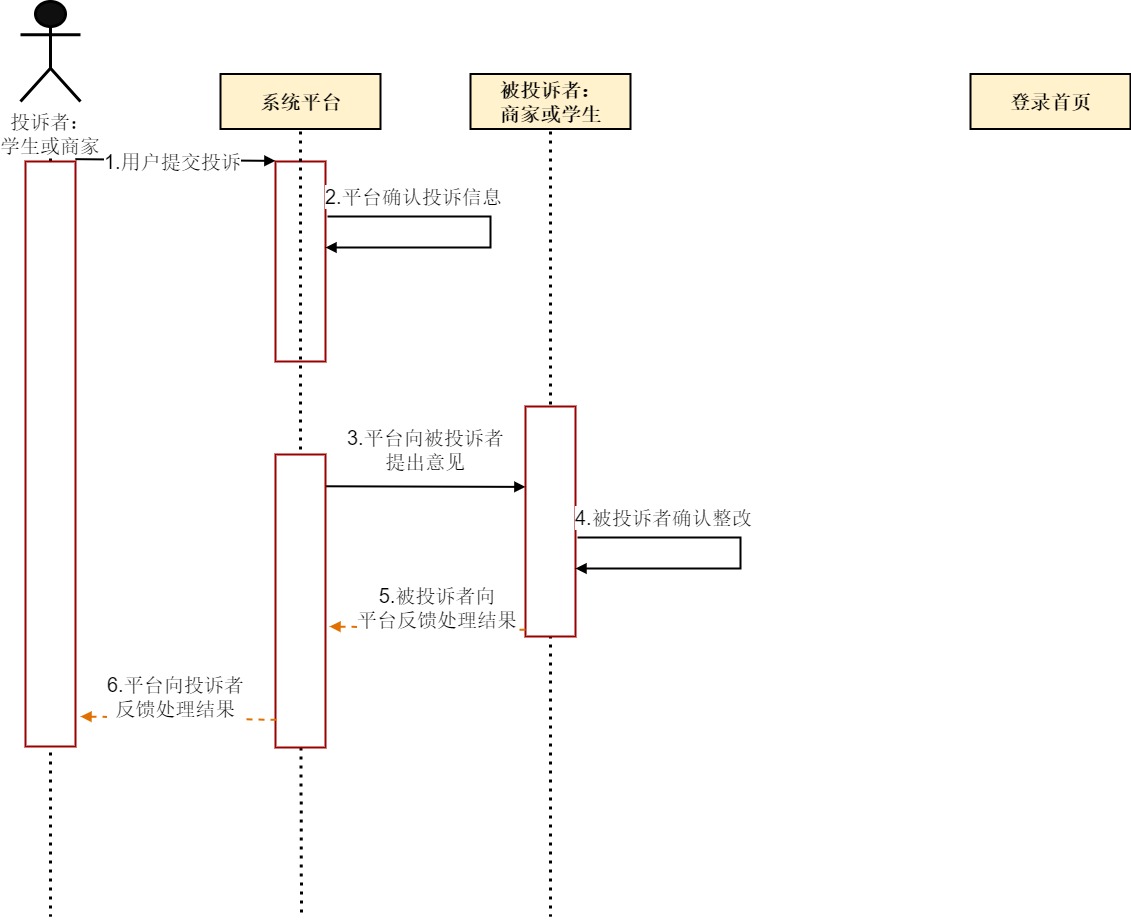 投诉者:
学生或商家
系统平台
被投诉者:
商家或学生
登录首页
1.用户提交投诉
2.平台确认投诉信息
3.平台向被投诉者
提出意见
4.被投诉者确认整改
5.被投诉者向
平台反馈处理结果
6.平台向投诉者
反馈处理结果